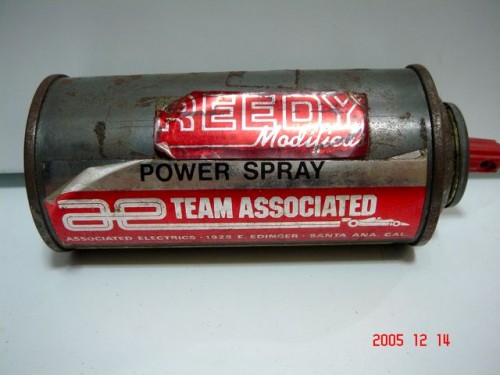 REEDY
Modified
POWER SPRAY
ae TEAM ASSOCIATED
ASSOCIATED ELECTRICS · 1928 E. EDINGER · SANTA ANA, CAL.
2005 12 14